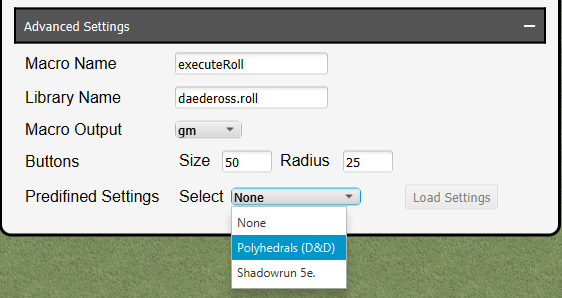 Advanced Settings
Macro Name executeRoll
Library Name daedeross.roll
Macro Output gm
Buttons Size 50 Radius 25
Predifined Settings Select None Load Settings
None
Polyhedrals (D&D)
Shadowrun 5e.